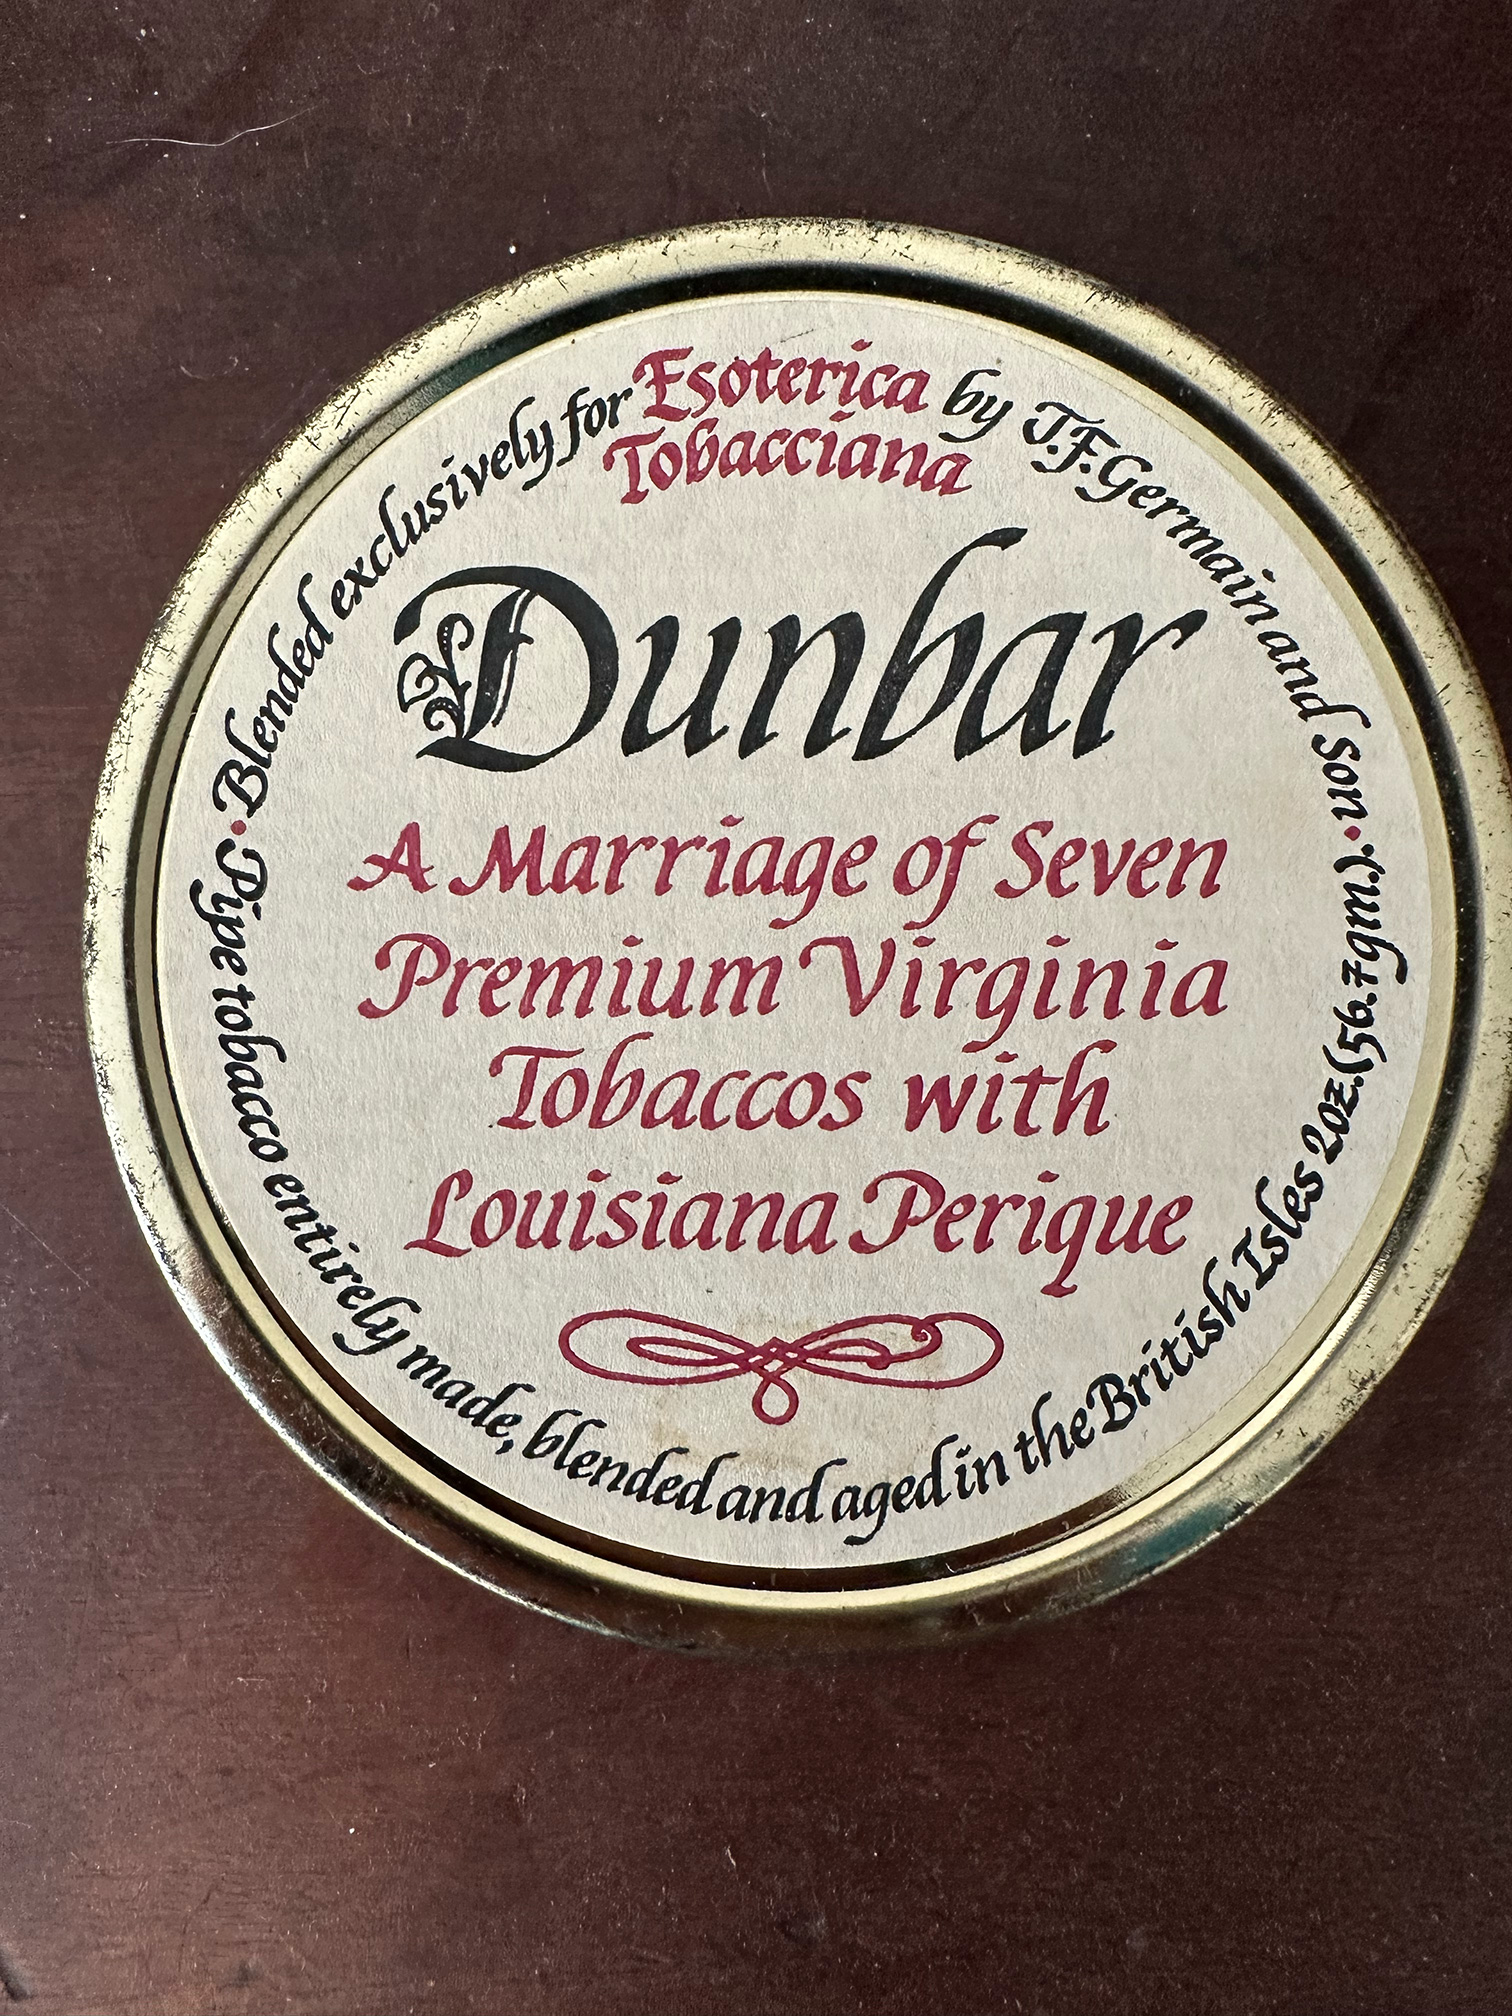 Blended exclusively for Esoterica Tobacciana by J.F. Germain and Son •
Dunbar
A Marriage of Seven
Premium Virginia
Tobaccos with
Louisiana Perique
Pipe tobacco entirely made, blended and aged in the British Isles 2oz. (56.7gm.). •